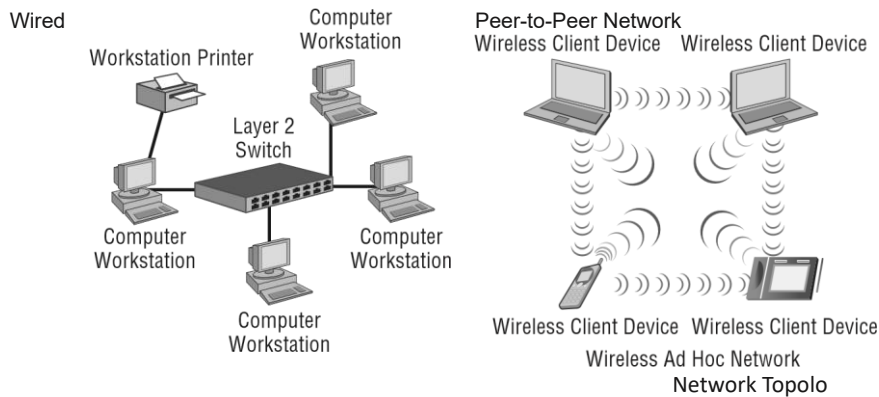 Wired
Computer
Workstation
Workstation Printer
Layer 2
Switch
Computer
Workstation
Computer
Workstation
Computer
Workstation
Peer-to-Peer Network
Wireless Client Device Wireless Client Device
Wireless Client Device Wireless Client Device
Wireless Ad Hoc Network
Network Topolo